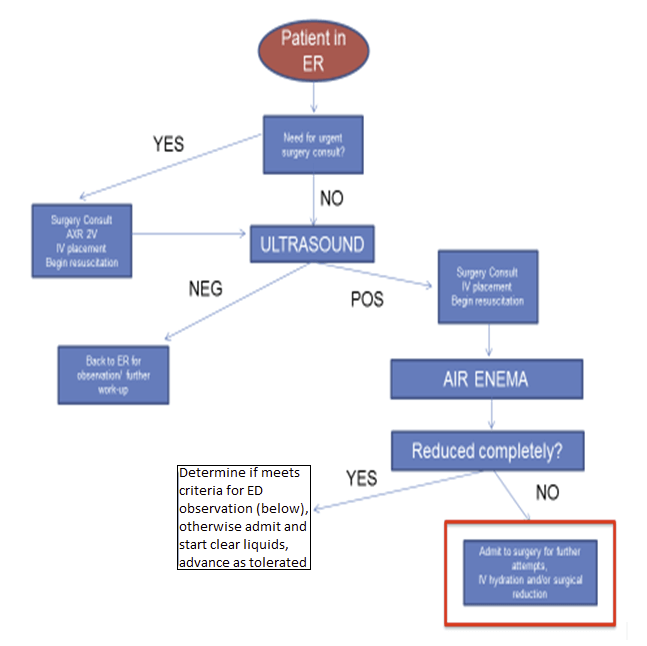 Patient in
ER
Need for urgent
surgery consult?
YES
NO
Surgery Consult
AXR 2V
IV placement
Begin resuscitation
ULTRASOUND
NEG
POS
Surgery Consult
IV placement
Begin resuscitation
Back to ER for
observation/ further
work-up
AIR ENEMA
Reduced completely?
YES
NO
Determine if meets
criteria for ED
observation (below),
otherwise admit and
start clear liquids,
advance as tolerated
Admit to surgery for further
attempts,
IV hydration and/or surgical
reduction